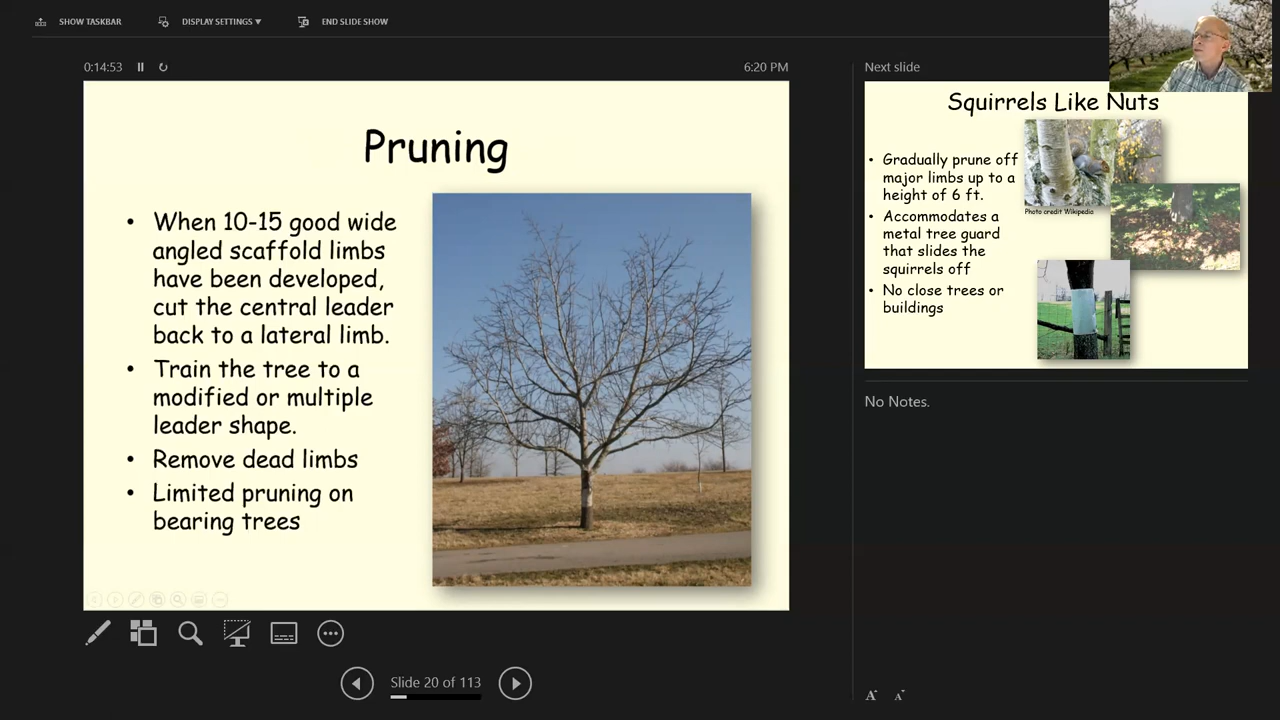 SHOW TASKBAR
DISPLAY SETTINGS ▾
END SLIDE SHOW
0:14:53
6:20 PM
Pruning
• When 10-15 good wide
angled scaffold limbs
have been developed,
cut the central leader
back to a lateral limb.
• Train the tree to a
modified or multiple
leader shape.
• Remove dead limbs
• Limited pruning on
bearing trees
Slide 20 of 113
Next slide
Squirrels Like Nuts
• Gradually prune off
major limbs up to a
height of 6 ft.
• Accommodates a
metal tree guard
that slides the
squirrels off
• No close trees or
buildings
Photo credit Wikipedia
No Notes.
A A